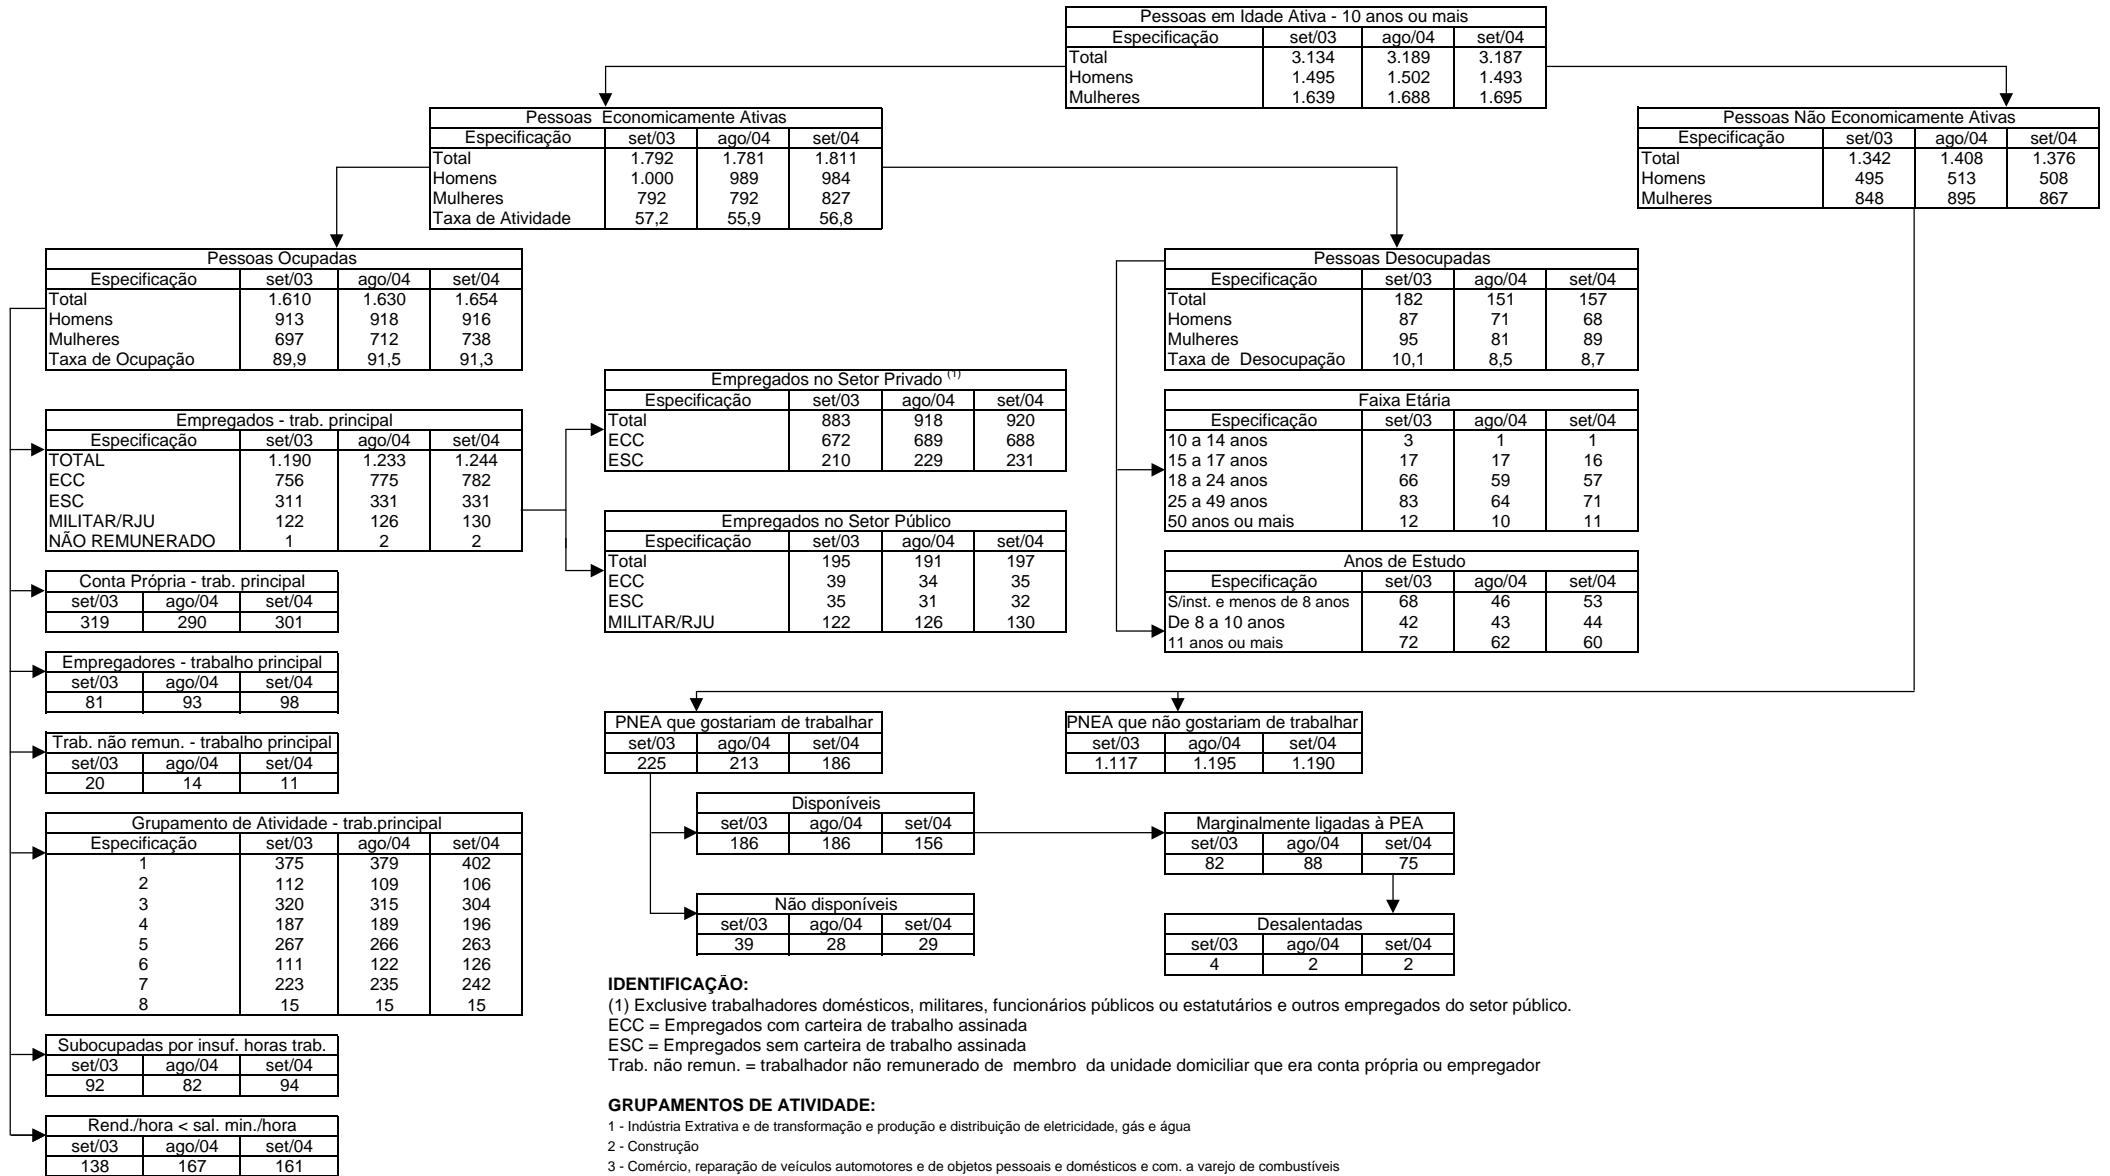 Pessoas em Idade Ativa - 10 anos ou mais
Especificação set/03 ago/04 set/04
Total 3.134 3.189 3.187
Homens 1.495 1.502 1.493
Mulheres 1.639 1.688 1.695
Pessoas Economicamente Ativas
Especificação set/03 ago/04 set/04
Total 1.792 1.781 1.811
Homens 1.000 989 984
Mulheres 792 792 827
Taxa de Atividade 57,2 55,9 56,8
Pessoas Não Economicamente Ativas
Especificação set/03 ago/04 set/04
Total 1.342 1.408 1.376
Homens 495 513 508
Mulheres 848 895 867
Pessoas Ocupadas
Especificação set/03 ago/04 set/04
Total 1.610 1.630 1.654
Homens 913 918 916
Mulheres 697 712 738
Taxa de Ocupação 89,9 91,5 91,3
Pessoas Desocupadas
Especificação set/03 ago/04 set/04
Total 182 151 157
Homens 87 71 68
Mulheres 95 81 89
Taxa de Desocupação 10,1 8,5 8,7
Empregados - trab. principal
Especificação set/03 ago/04 set/04
TOTAL 1.190 1.233 1.244
ECC 756 775 782
ESC 311 331 331
MILITAR/RJU 122 126 130
NÃO REMUNERADO 1 2 2
Empregados no Setor Privado (1)
Especificação set/03 ago/04 set/04
Total 883 918 920
ECC 672 689 688
ESC 210 229 231
Empregados no Setor Público
Especificação set/03 ago/04 set/04
Total 195 191 197
ECC 39 34 35
ESC 35 31 32
MILITAR/RJU 122 126 130
Faixa Etária
Especificação set/03 ago/04 set/04
10 a 14 anos 3 1 1
15 a 17 anos 17 17 16
18 a 24 anos 66 59 57
25 a 49 anos 83 64 71
50 anos ou mais 12 10 11
Anos de Estudo
Especificação set/03 ago/04 set/04
S/inst. e menos de 8 anos 68 46 53
De 8 a 10 anos 42 43 44
11 anos ou mais 72 62 60
Conta Própria - trab. principal
set/03 ago/04 set/04
319 290 301
Empregadores - trabalho principal
set/03 ago/04 set/04
81 93 98
Trab. não remun. - trabalho principal
set/03 ago/04 set/04
20 14 11
Grupamento de Atividade - trab.principal
Especificação set/03 ago/04 set/04
1 375 379 402
2 112 109 106
3 320 315 304
4 187 189 196
5 267 266 263
6 111 122 126
7 223 235 242
8 15 15 15
Subocupadas por insuf. horas trab.
set/03 ago/04 set/04
92 82 94
Rend./hora < sal. min./hora
set/03 ago/04 set/04
138 167 161
PNEA que gostariam de trabalhar
set/03 ago/04 set/04
225 213 186
PNEA que não gostariam de trabalhar
set/03 ago/04 set/04
1.117 1.195 1.190
Disponíveis
set/03 ago/04 set/04
186 186 156
Marginalmente ligadas à PEA
set/03 ago/04 set/04
82 88 75
Não disponíveis
set/03 ago/04 set/04
39 28 29
Desalentadas
set/03 ago/04 set/04
4 2 2
IDENTIFICAÇÃO:
(1) Exclusive trabalhadores domésticos, militares, funcionários públicos ou estatutários e outros empregados do setor público.
ECC = Empregados com carteira de trabalho assinada
ESC = Empregados sem carteira de trabalho assinada
Trab. não remun. = trabalhador não remunerado de membro da unidade domiciliar que era conta própria ou empregador
GRUPAMENTOS DE ATIVIDADE:
1 - Indústria Extrativa e de transformação e produção e distribuição de eletricidade, gás e água
2 - Construção
3 - Comércio, reparação de veículos automotores e de objetos pessoais e domésticos e com. a varejo de combustíveis